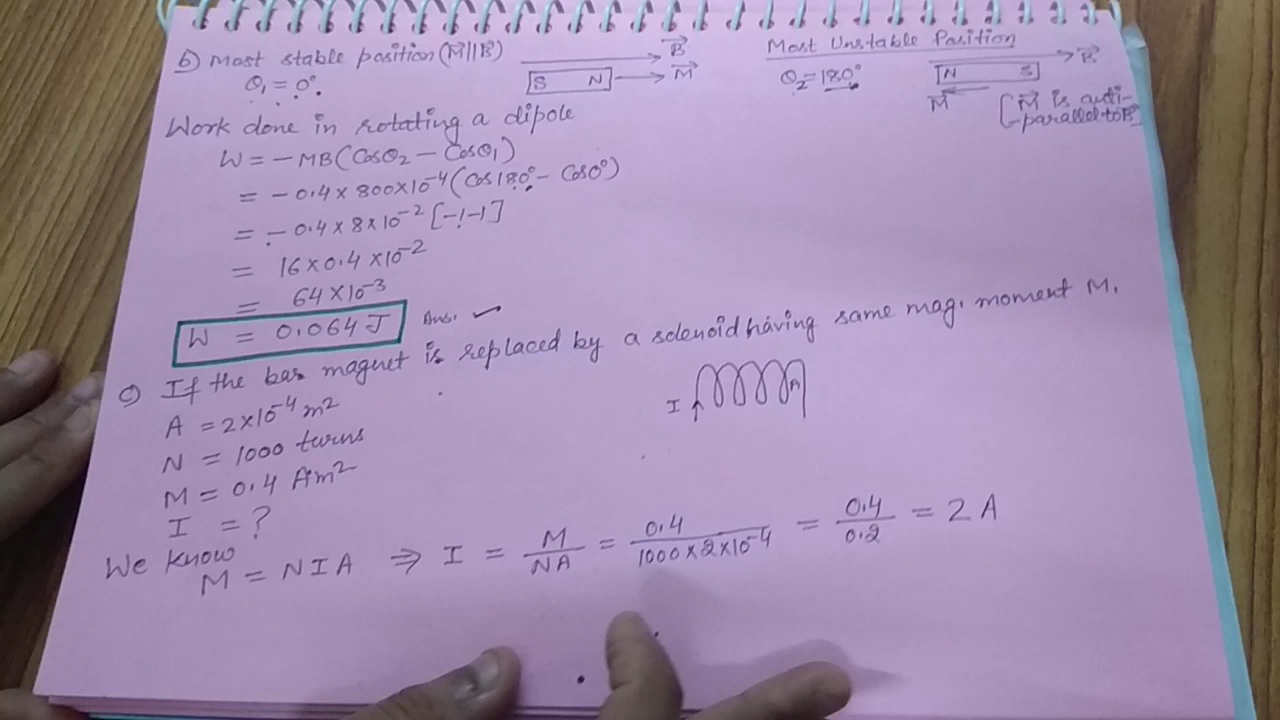 b) Most stable position (M⃗ || B⃗)
θ₁ = 0°.
B⃗
S N
M⃗
Most Unstable Position
θ₂ = 180°
B⃗
N S
M⃗
[M⃗ is anti-
parallel to B⃗
Work done in rotating a dipole
W = - MB (Cosθ₂ - Cosθ₁)
= - 0.4 × 800 × 10⁻⁴ (Cos 180° - Cos 0°)
= - 0.4 × 8 × 10⁻² [-1-1]
= 16 × 0.4 × 10⁻²
= 64 × 10⁻³
W = 0.064 J Ans. ✓
c) If the bar magnet is replaced by a solenoid having same mag. moment M.
A = 2×10⁻⁴ m²
N = 1000 turns
M = 0.4 Am²
I = ?
I
A
We know
M = NIA ⇒ I = M/NA = 0.4/(1000×2×10⁻⁴) = 0.4/0.2 = 2 A